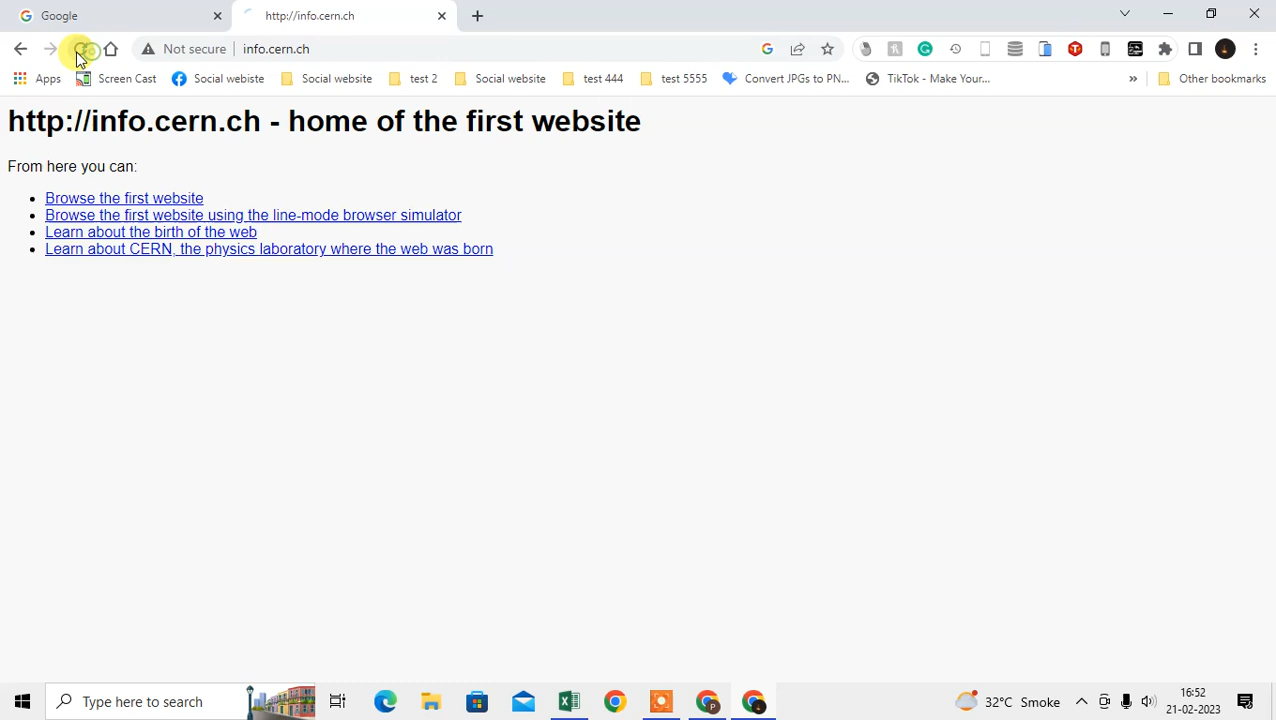 Google
http://info.cern.ch
Not secure
info.cern.ch
Apps
Screen Cast
Social webiste
Social website
test 2
Social website
test 444
test 5555
Convert JPGs to PN...
TikTok - Make Your...
»
Other bookmarks
http://info.cern.ch - home of the first website
From here you can:
Browse the first website
Browse the first website using the line-mode browser simulator
Learn about the birth of the web
Learn about CERN, the physics laboratory where the web was born
Type here to search
32°C Smoke
16:52
21-02-2023